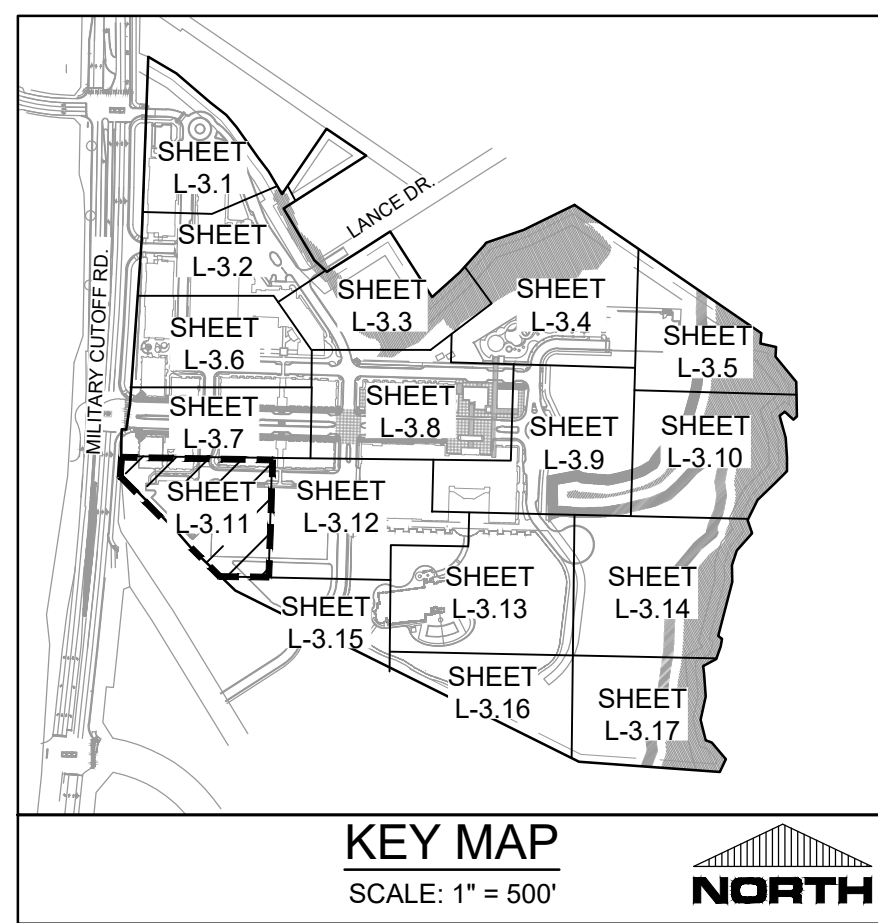 SHEET
L-3.1
LANCE DR.
SHEET
L-3.2
MILITARY CUTOFF RD.
SHEET
L-3.3
SHEET
L-3.4
SHEET
L-3.5
SHEET
L-3.6
SHEET
L-3.7
SHEET
L-3.8
SHEET
L-3.9
SHEET
L-3.10
SHEET
L-3.11
SHEET
L-3.12
SHEET
L-3.13
SHEET
L-3.14
SHEET
L-3.15
SHEET
L-3.16
SHEET
L-3.17
KEY MAP
SCALE: 1" = 500'
NORTH